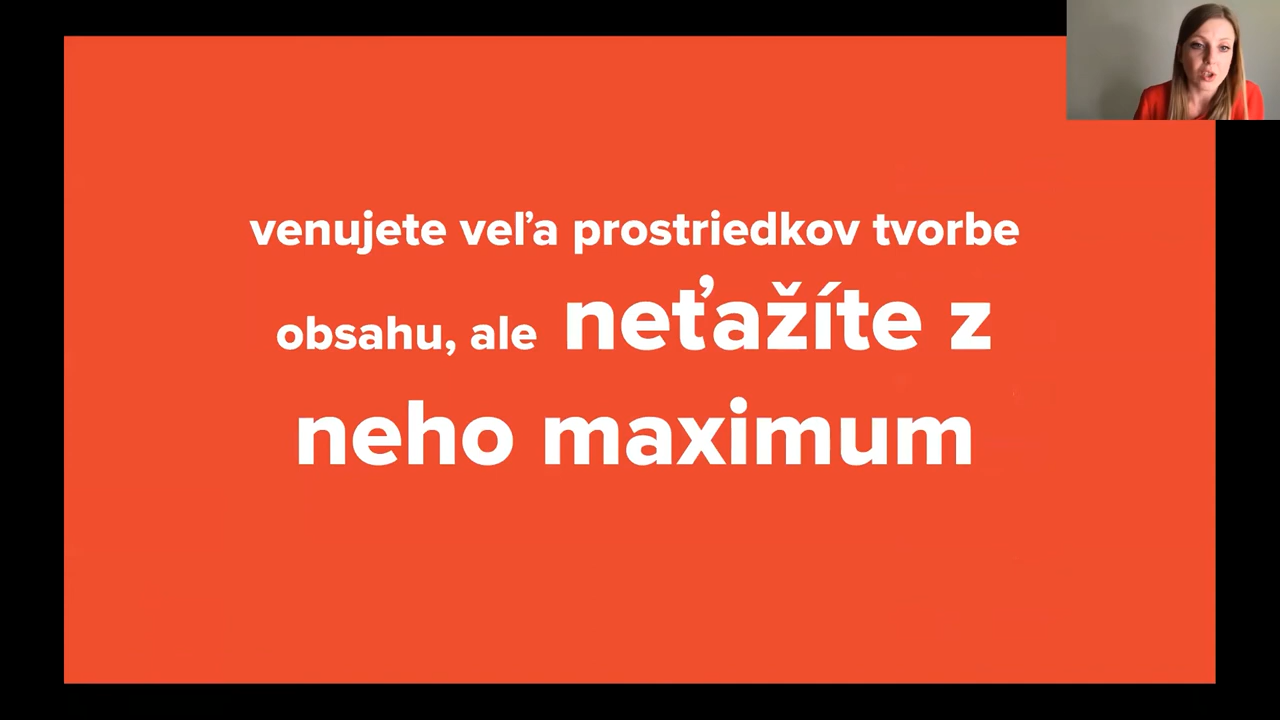 venujete veľa prostriedkov tvorbe
obsahu, ale neťažíte z
neho maximum